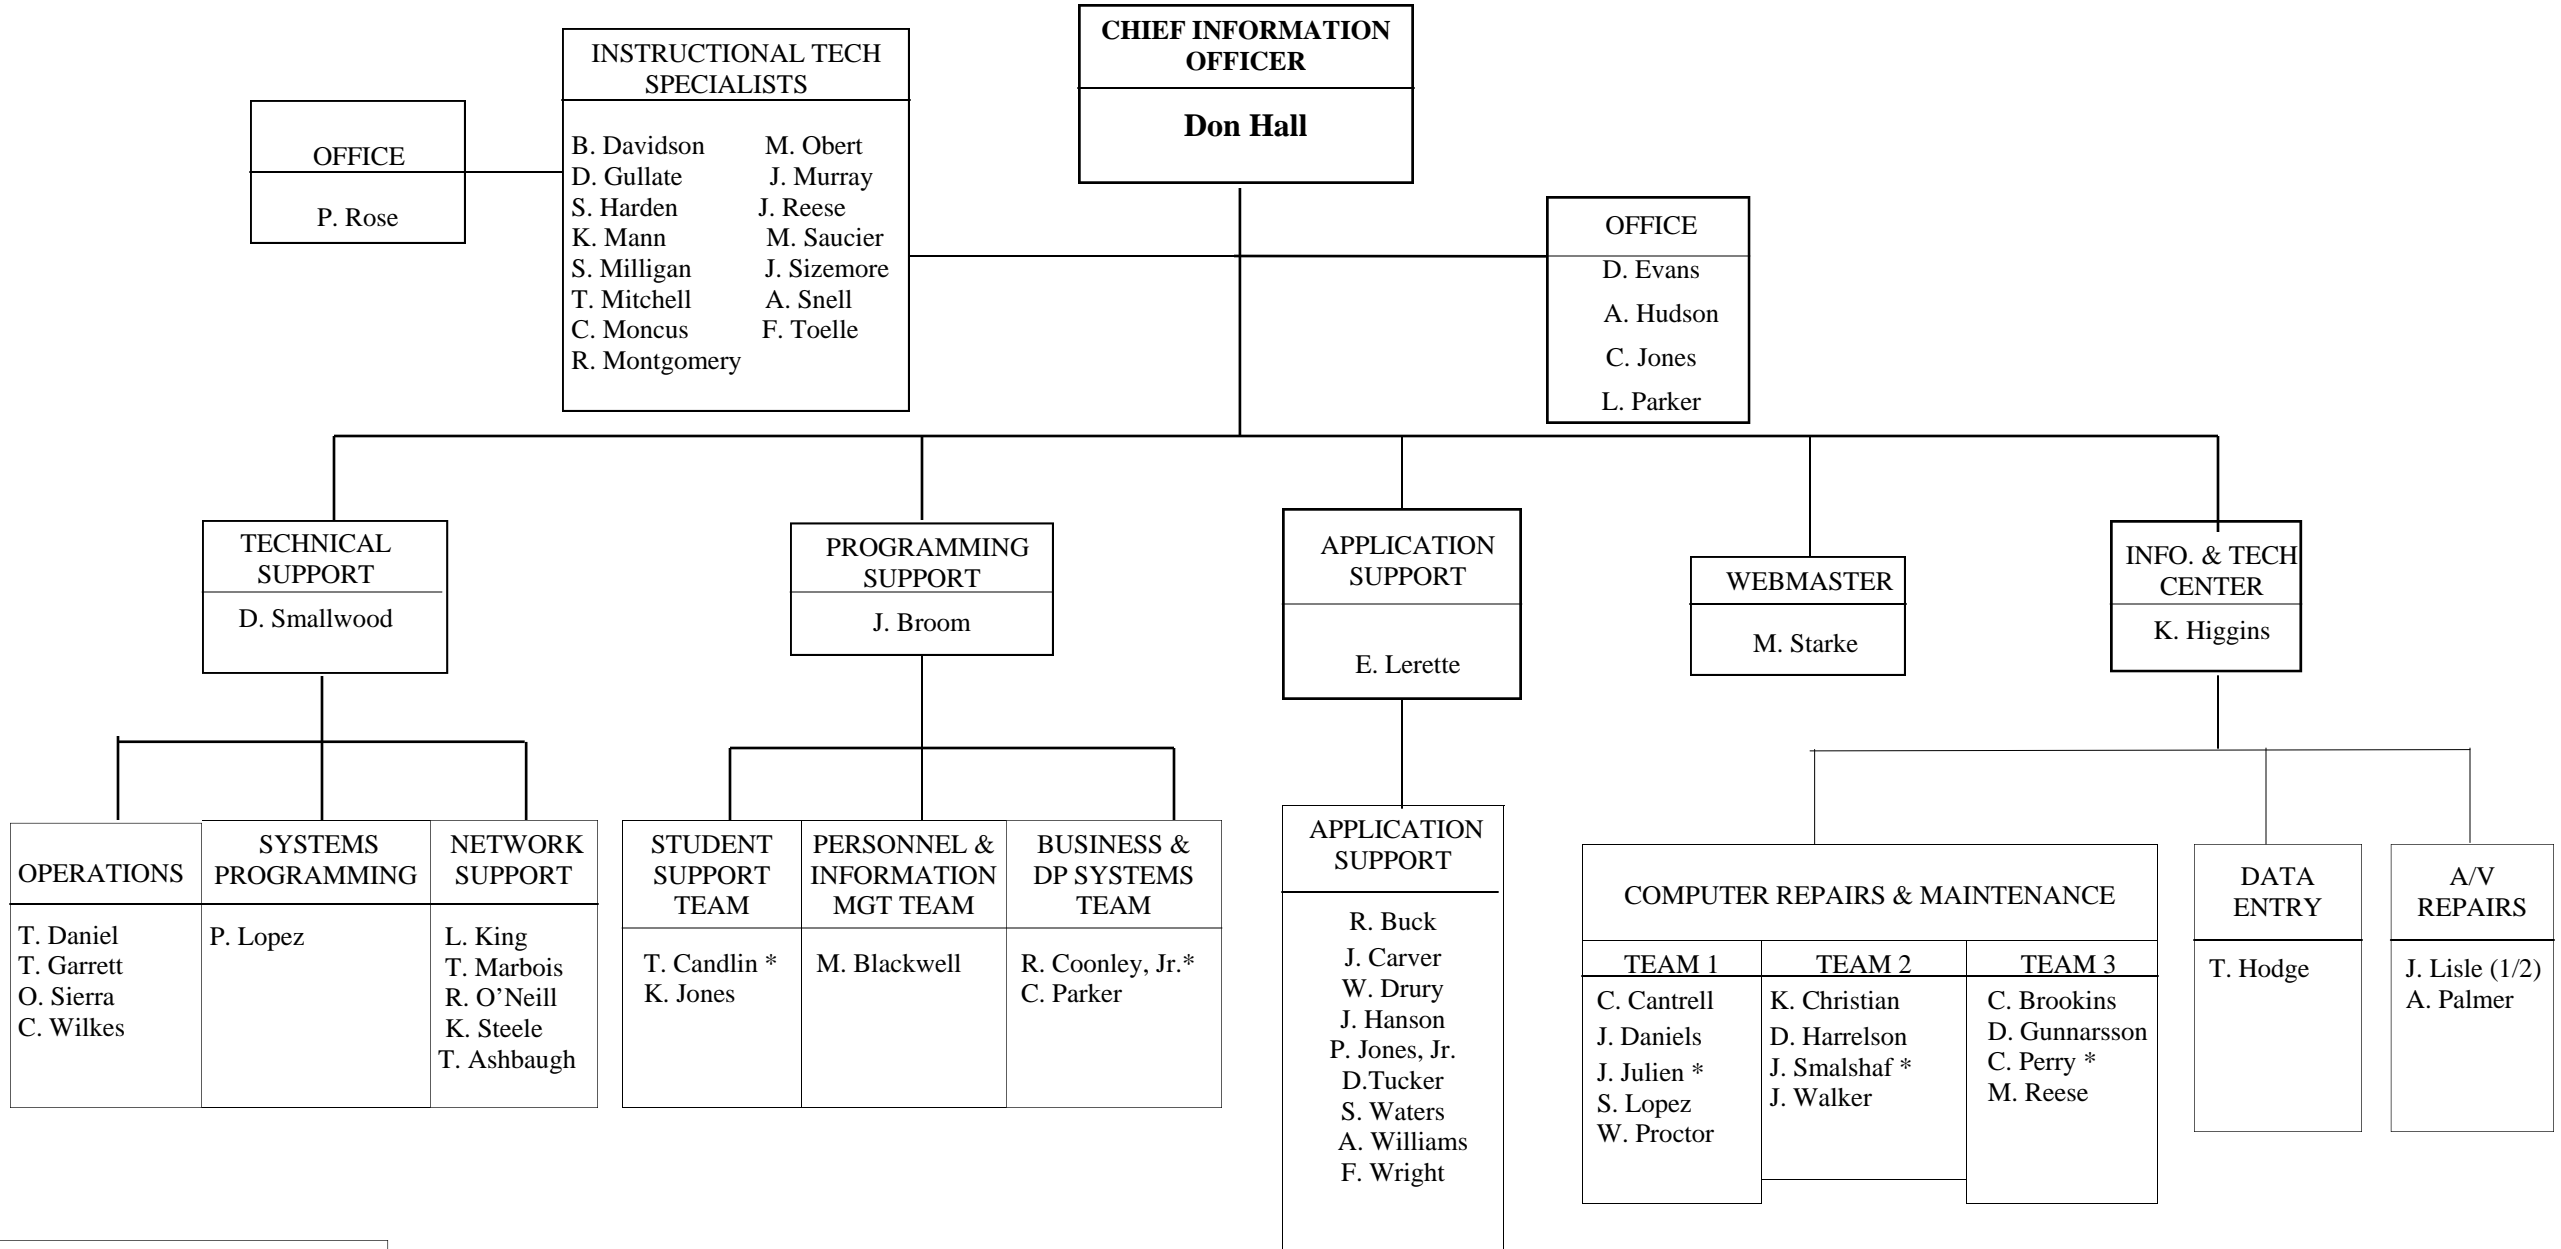 CHIEF INFORMATION
OFFICER
Don Hall
INSTRUCTIONAL TECH
SPECIALISTS
B. Davidson M. Obert
D. Gullate J. Murray
S. Harden J. Reese
K. Mann M. Saucier
S. Milligan J. Sizemore
T. Mitchell A. Snell
C. Moncus F. Toelle
R. Montgomery
OFFICE
P. Rose
OFFICE
D. Evans
A. Hudson
C. Jones
L. Parker
TECHNICAL
SUPPORT
D. Smallwood
PROGRAMMING
SUPPORT
J. Broom
APPLICATION
SUPPORT
E. Lerette
WEBMASTER
M. Starke
INFO. & TECH
CENTER
K. Higgins
OPERATIONS
T. Daniel
T. Garrett
O. Sierra
C. Wilkes
SYSTEMS
PROGRAMMING
P. Lopez
NETWORK
SUPPORT
L. King
T. Marbois
R. O’Neill
K. Steele
T. Ashbaugh
STUDENT
SUPPORT
TEAM
T. Candlin *
K. Jones
PERSONNEL &
INFORMATION
MGT TEAM
M. Blackwell
BUSINESS &
DP SYSTEMS
TEAM
R. Coonley, Jr.*
C. Parker
APPLICATION
SUPPORT
R. Buck
J. Carver
W. Drury
J. Hanson
P. Jones, Jr.
D.Tucker
S. Waters
A. Williams
F. Wright
COMPUTER REPAIRS & MAINTENANCE
TEAM 1
C. Cantrell
J. Daniels
J. Julien *
S. Lopez
W. Proctor
TEAM 2
K. Christian
D. Harrelson
J. Smalshaf *
J. Walker
TEAM 3
C. Brookins
D. Gunnarsson
C. Perry *
M. Reese
DATA
ENTRY
T. Hodge
A/V
REPAIRS
J. Lisle (1/2)
A. Palmer